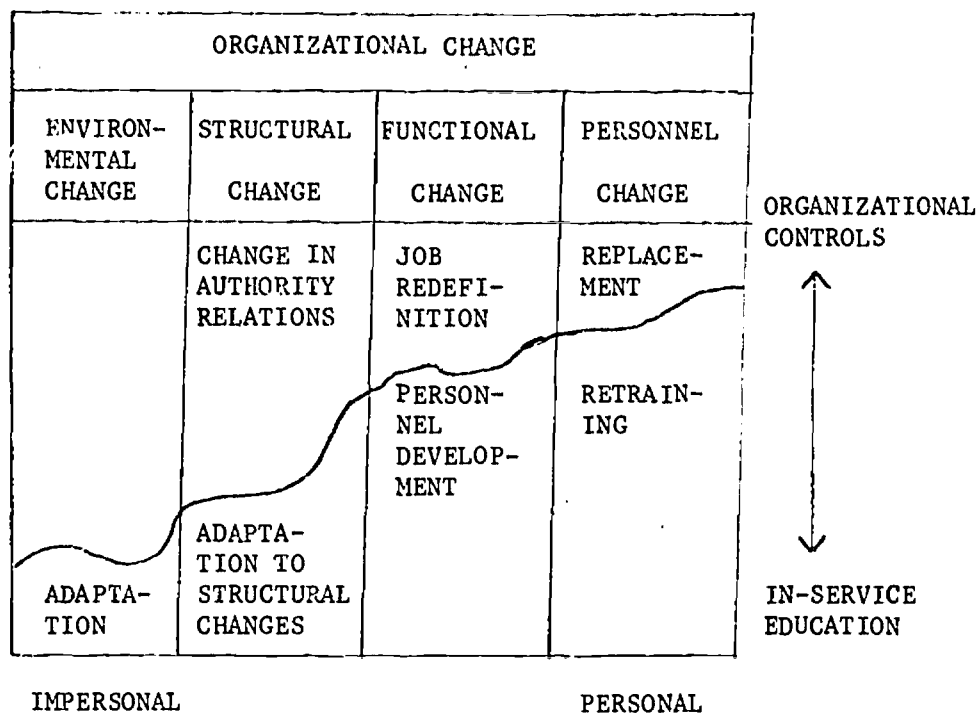 ORGANIZATIONAL CHANGE
ENVIRON-
MENTAL
CHANGE
STRUCTURAL
CHANGE
FUNCTIONAL
CHANGE
PERSONNEL
CHANGE
ORGANIZATIONAL
CONTROLS
CHANGE IN
AUTHORITY
RELATIONS
JOB
REDEFI-
NITION
REPLACE-
MENT
PERSON-
NEL
DEVELOP-
MENT
RETRAIN-
ING
ADAPTA-
TION
ADAPTA-
TION TO
STRUCTURAL
CHANGES
IN-SERVICE
EDUCATION
IMPERSONAL
PERSONAL